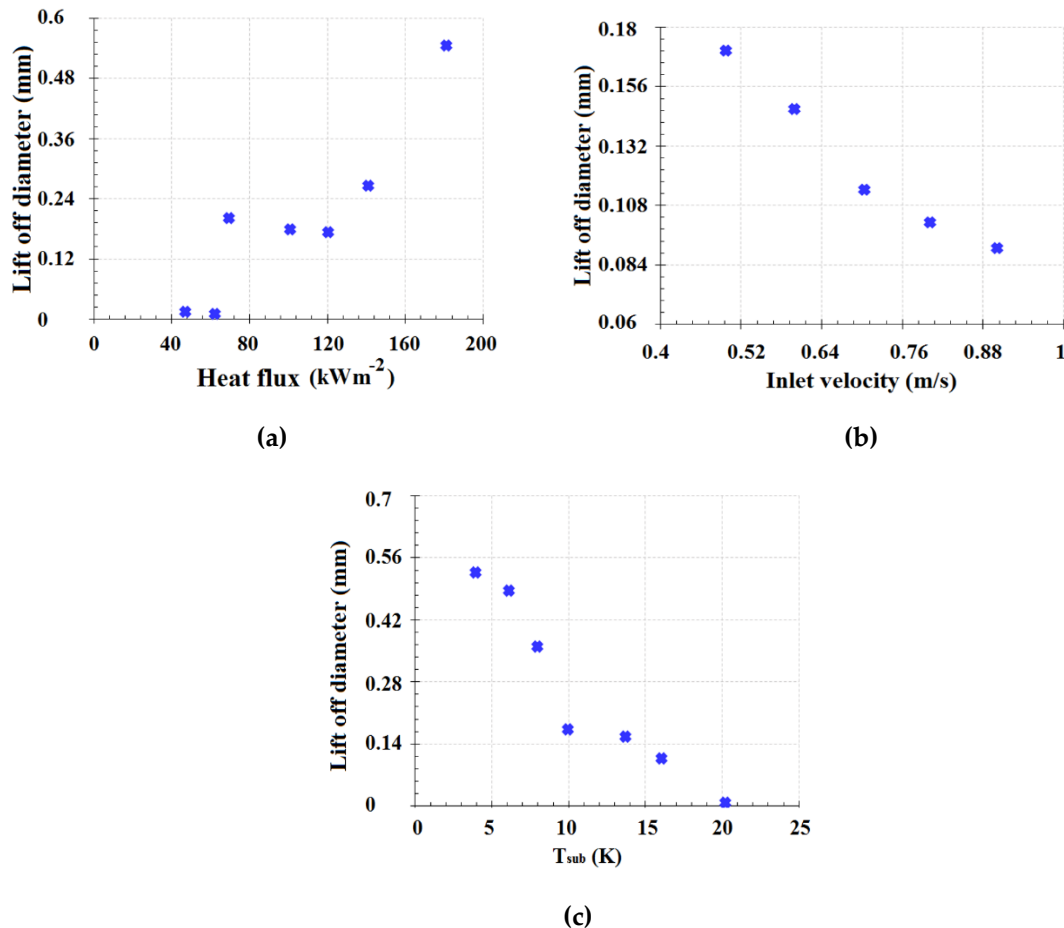 0.6
0.48
0.36
0.24
0.12
0
Lift off diameter (mm)
0 40 80 120 160 200
Heat flux (kWm⁻²)
(a)
0.18
0.156
0.132
0.108
0.084
0.06
Lift off diameter (mm)
0.4 0.52 0.64 0.76 0.88 1
Inlet velocity (m/s)
(b)
0.7
0.56
0.42
0.28
0.14
0
Lift off diameter (mm)
0 5 10 15 20 25
Tsub (K)
(c)